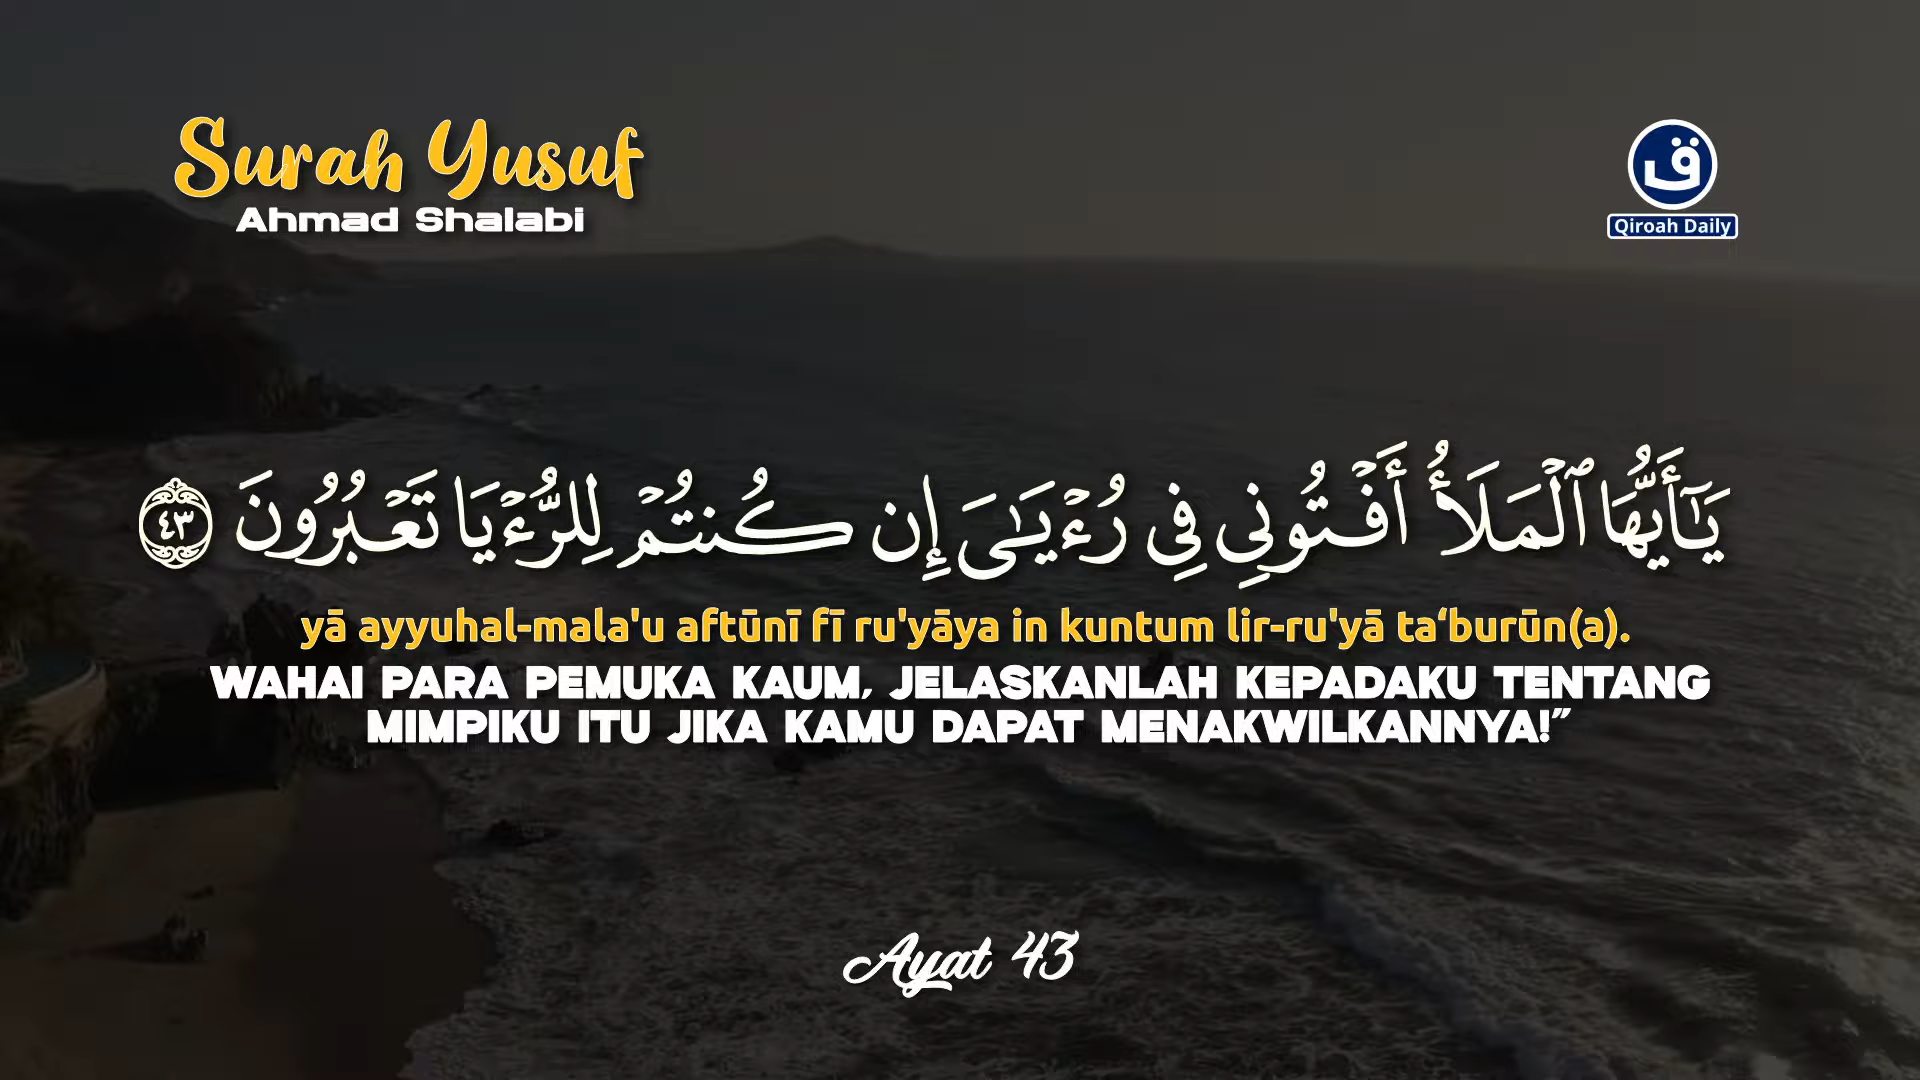 Surah Yusuf
Ahmad Shalabi
ق
Qiroah Daily
يَـٰٓأَيُّهَا ٱلْمَلَأُ أَفْتُونِى فِى رُءْيَـٰىَ إِن كُنتُمْ لِلرُّءْيَا تَعْبُرُونَ ٤٣
yā ayyuhal-mala'u aftūnī fī ru'yāya in kuntum lir-ru'yā ta‘burūn(a).
WAHAI PARA PEMUKA KAUM, JELASKANLAH KEPADAKU TENTANG
MIMPIKU ITU JIKA KAMU DAPAT MENAKWILKANNYA!”
Ayat 43